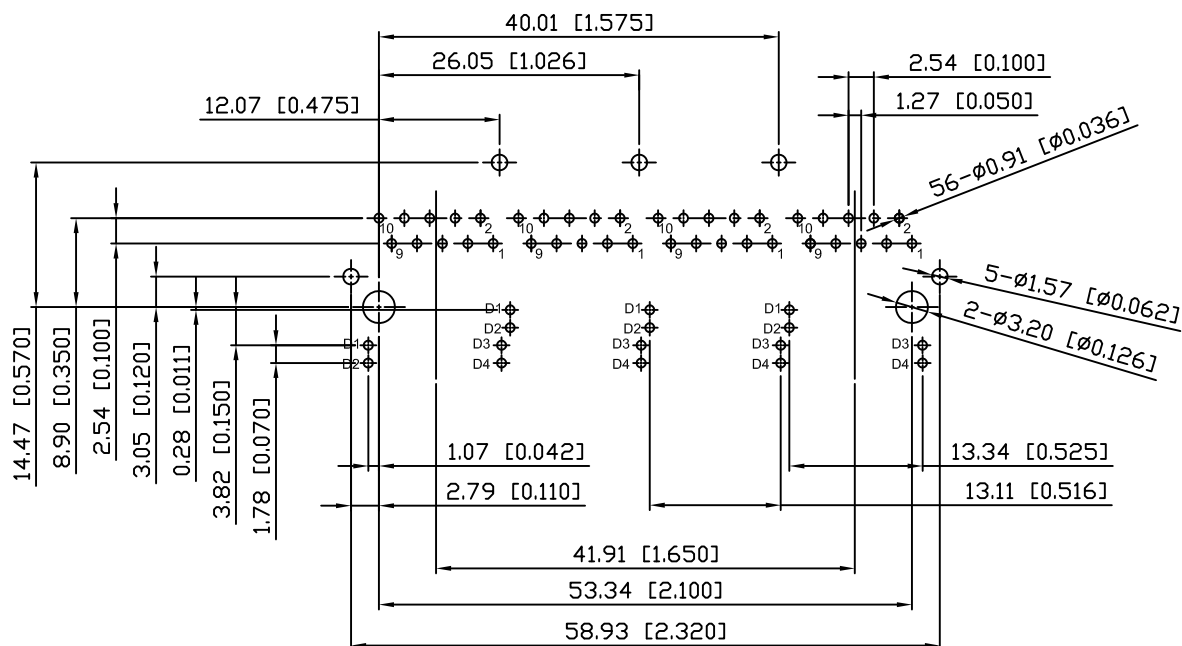 40.01 [1.575]
26.05 [1.026]
2.54 [0.100]
12.07 [0.475]
1.27 [0.050]
56-ø0.91 [ø0.036]
10 2 10 2 10 2 10 2
9 1 9 1 9 1 9 1
5-ø1.57 [ø0.062]
2-ø3.20 [ø0.126]
D1 D1 D1
D2 D2 D2
D1 D3 D3 D3 D3
D2 D4 D4 D4 D4
14.47 [0.570]
8.90 [0.350]
2.54 [0.100]
3.05 [0.120]
0.28 [0.011]
3.82 [0.150]
1.78 [0.070]
1.07 [0.042]
13.34 [0.525]
2.79 [0.110]
13.11 [0.516]
41.91 [1.650]
53.34 [2.100]
58.93 [2.320]